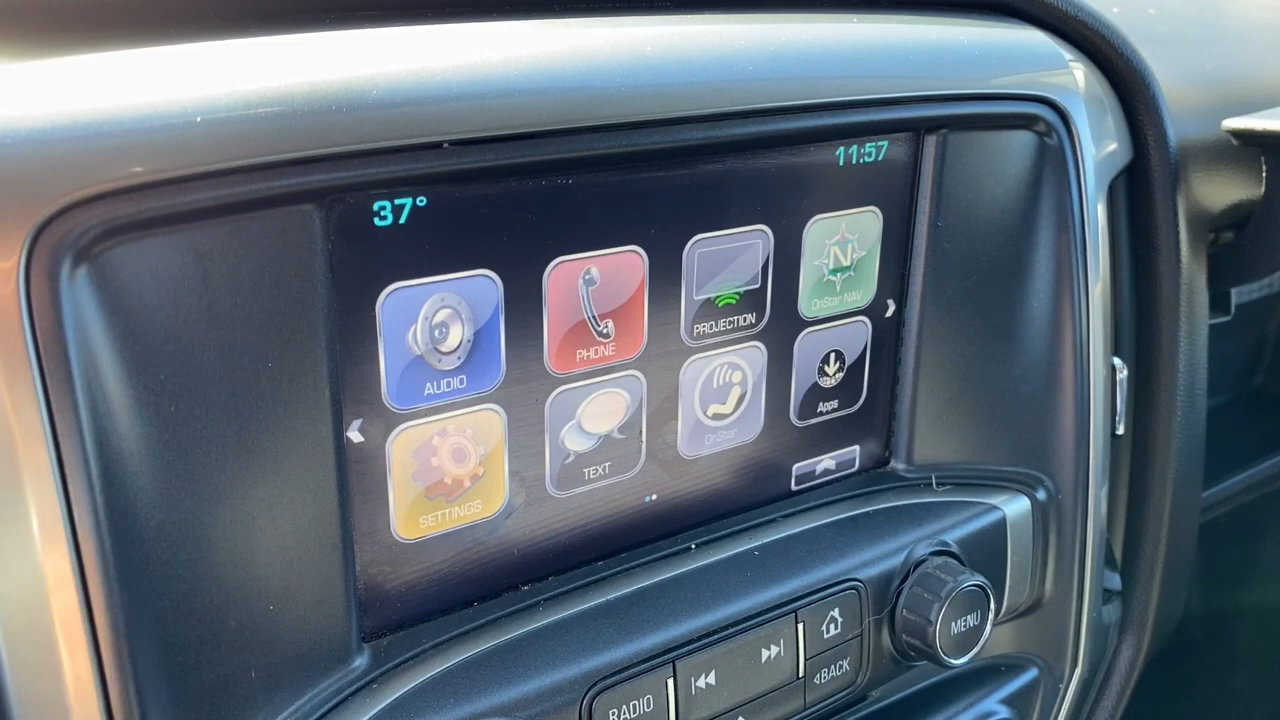 37°
11:57
AUDIO
PHONE
PROJECTION
N
OnStar NAV
SETTINGS
TEXT
OnStar
Apps
RADIO
BACK
MENU